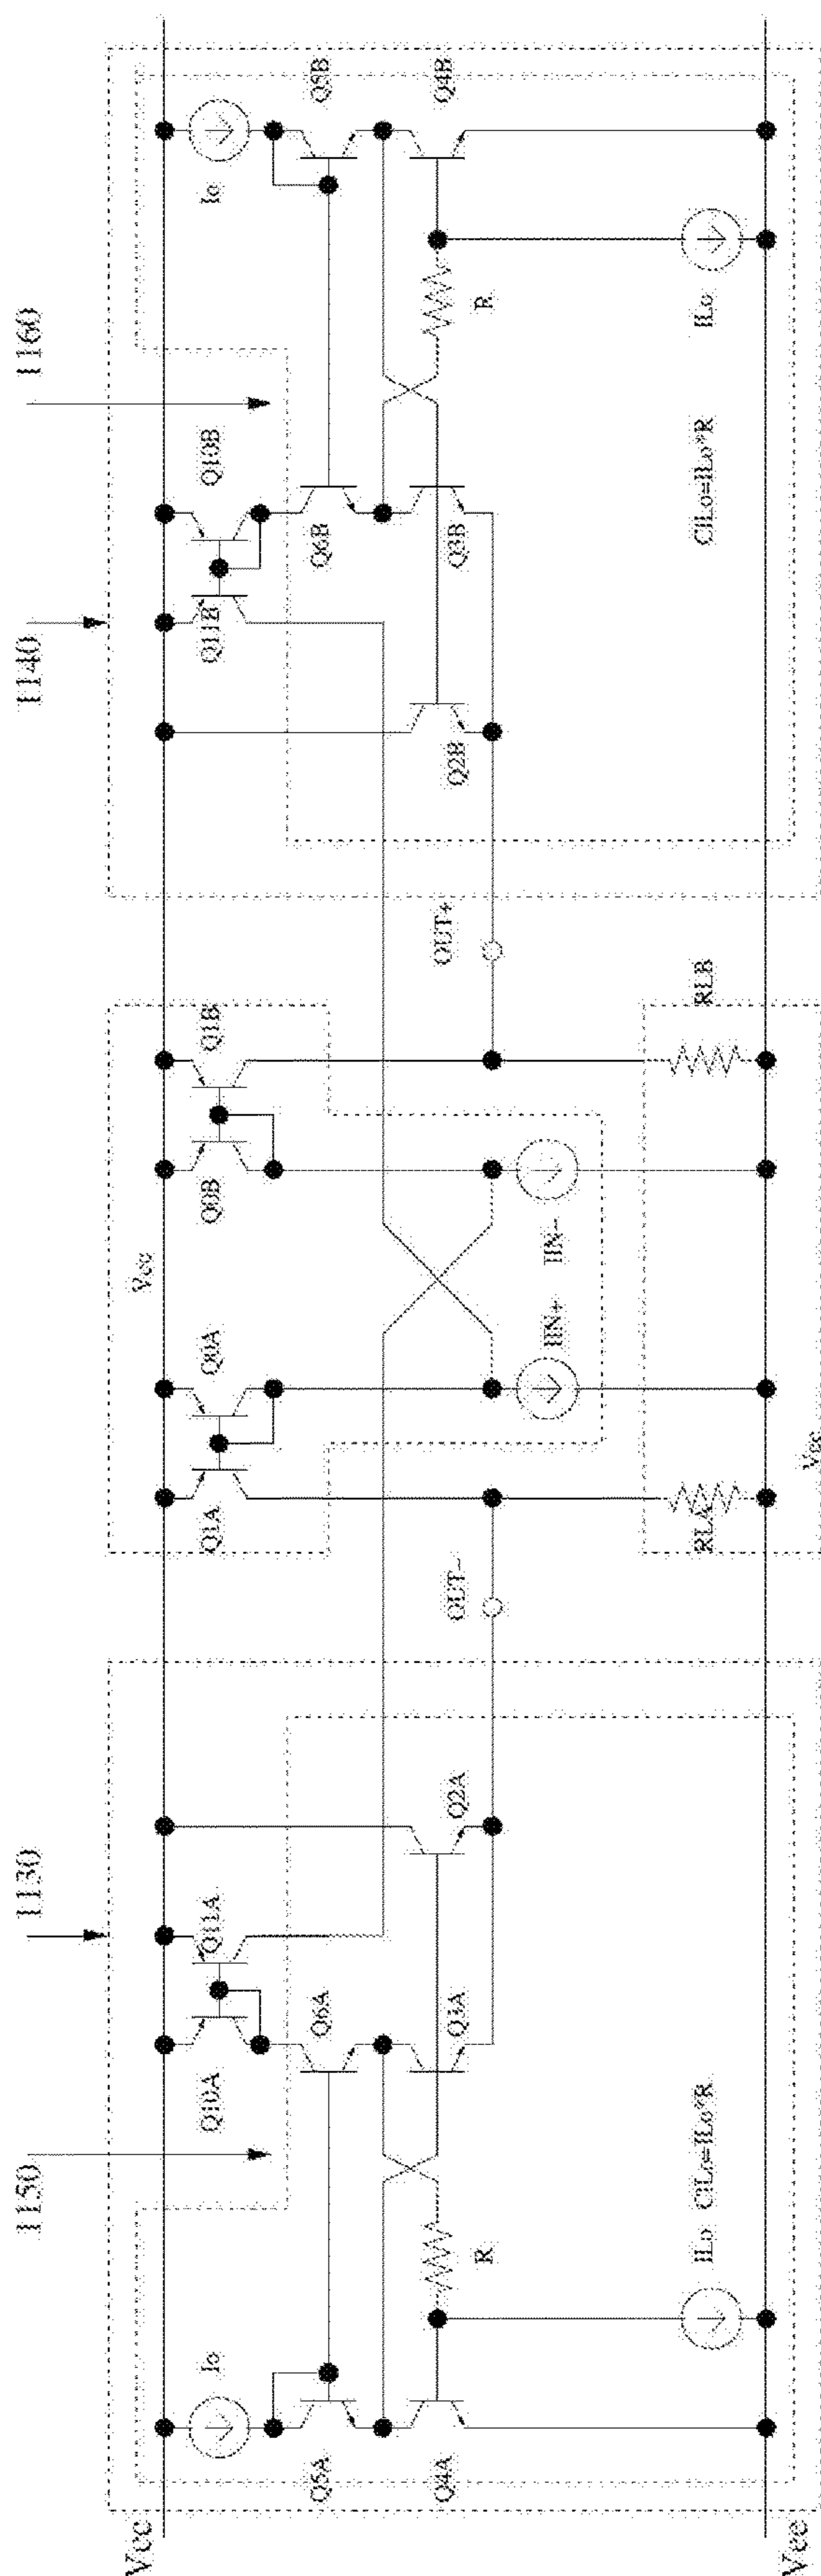 1150
1130
1140
1160
Vcc
Vcc
Io
Q5A
Q4A
Q10A
Q11A
Q6A
Q3A
Q2A
R
ILo
CILo=ILo*R
OUT-
Q1A
Q0A
Q0B
Q1B
IIN+
IIN-
RLA
RLB
Vee
OUT+
Q11B
Q10B
Q6B
Q2B
Q3B
Io
Q5B
Q4B
R
CILo=ILo*R
ILo
Vee